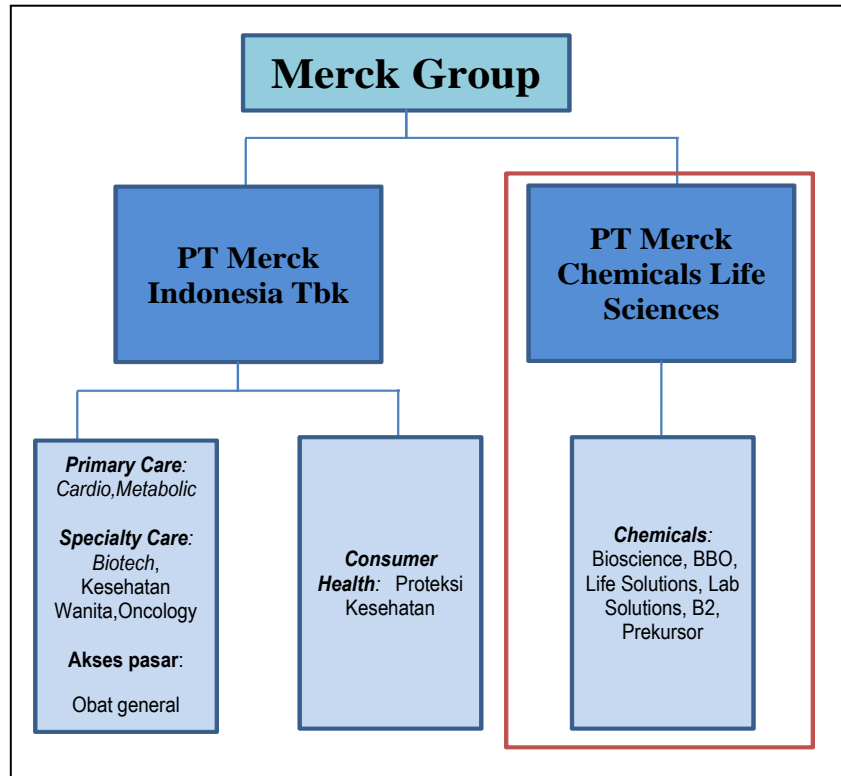 Merck Group
PT Merck
Indonesia Tbk
PT Merck
Chemicals Life
Sciences
Primary Care:
Cardio,Metabolic
Specialty Care:
Biotech,
Kesehatan
Wanita,Oncology
Akses pasar:
Obat general
Consumer
Health: Proteksi
Kesehatan
Chemicals:
Bioscience, BBO,
Life Solutions, Lab
Solutions, B2,
Prekursor